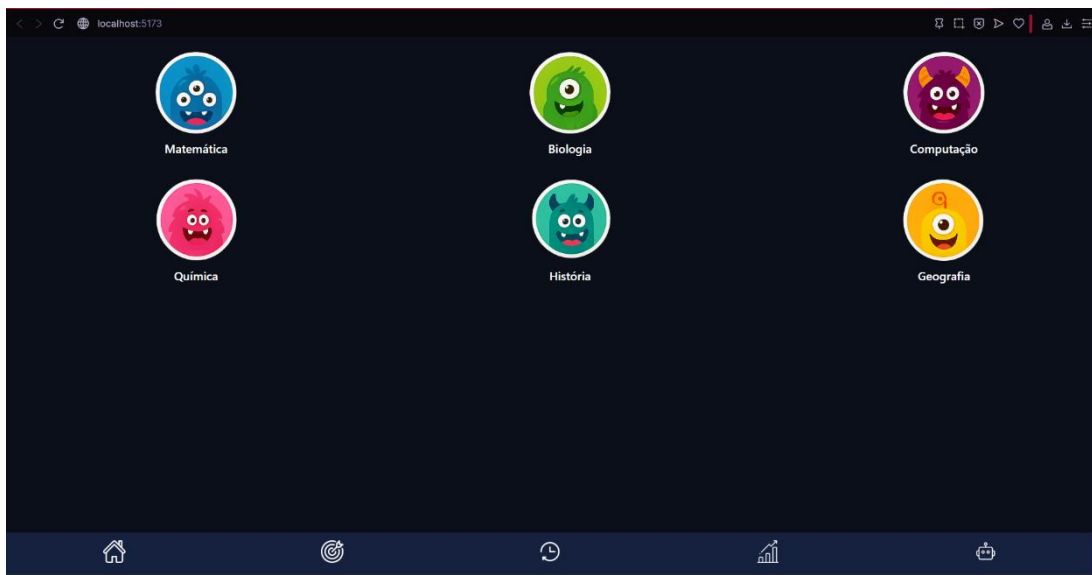 localhost:5173
Matemática
Biologia
Computação
Química
História
Geografia